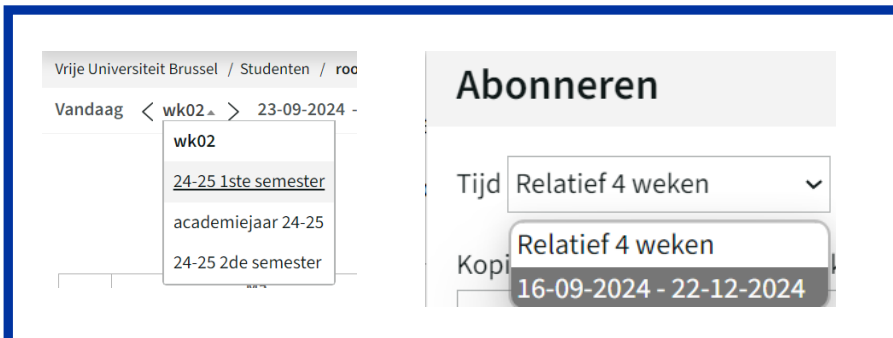 Vrije Universiteit Brussel / Studenten / roo
Vandaag < wk02 > 23-09-2024 -
wk02
24-25 1ste semester
academiejaar 24-25
24-25 2de semester
Abonneren
Tijd Relatief 4 weken
Relatief 4 weken
Kopi
16-09-2024 - 22-12-2024